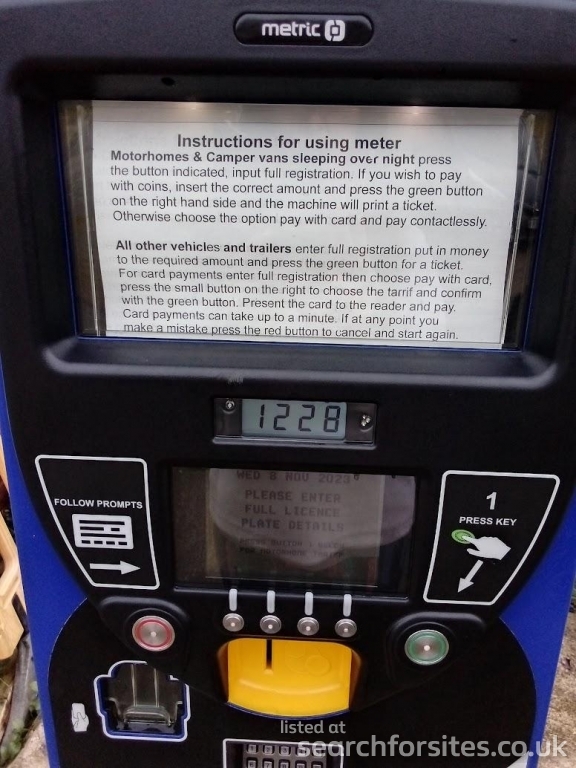 metric
Instructions for using meter
Motorhomes & Camper vans sleeping over night press
the button indicated, input full registration. If you wish to pay
with coins, insert the correct amount and press the green button
on the right hand side and the machine will print a ticket.
Otherwise choose the option pay with card and pay contactlessly.
All other vehicles and trailers enter full registration put in money
to the required amount and press the green button for a ticket.
For card payments enter full registration then choose pay with card,
press the small button on the right to choose the tarrif and confirm
with the green button. Present the card to the reader and pay.
Card payments can take up to a minute. If at any point you
make a mistake press the red button to cancel and start again.
1228
WED 8 NOV 2023
PLEASE ENTER
FULL LICENCE
PLATE DETAILS
FOLLOW PROMPTS
1
PRESS KEY
listed at
searchforsites.co.uk